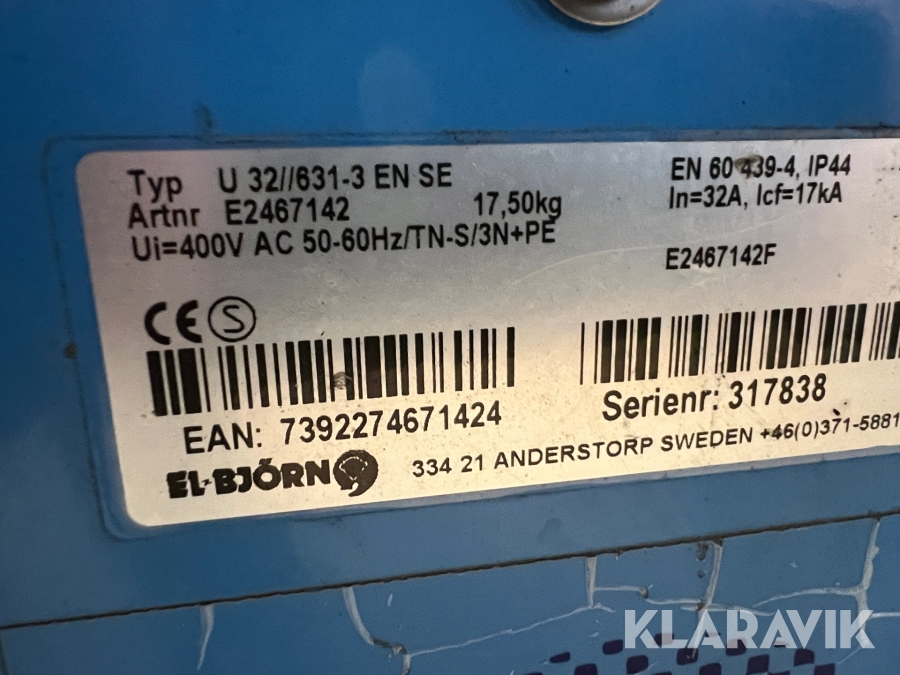 Typ U 32//631-3 EN SE
Artnr E2467142 17,50kg
Ui=400V AC 50-60Hz/TN-S/3N+PE
EN 60 439-4, IP44
In=32A, Icf=17kA
E2467142F
CE S
EAN: 7392274671424
Serienr: 317838
EL-BJÖRN
334 21 ANDERSTORP SWEDEN +46(0)371-5881
KLARAVIK